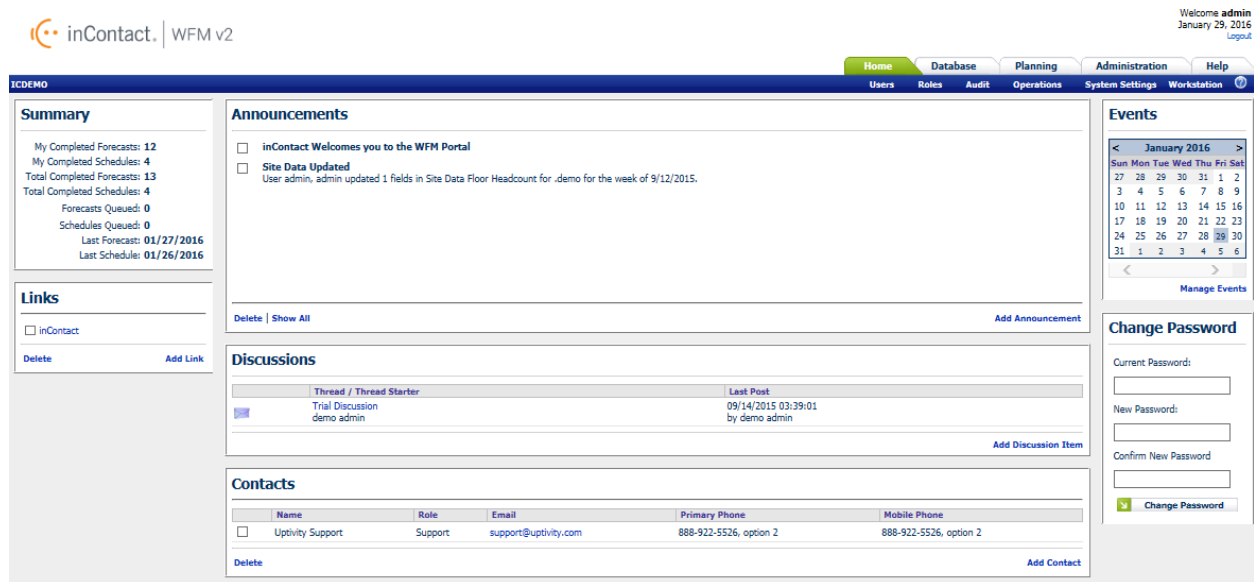 inContact. WFM v2
Welcome admin
January 29, 2016
Logout
Home Database Planning Administration Help
ICDEMO Users Roles Audit Operations System Settings Workstation ?
Summary
My Completed Forecasts: 12
My Completed Schedules: 4
Total Completed Forecasts: 13
Total Completed Schedules: 4
Forecasts Queued: 0
Schedules Queued: 0
Last Forecast: 01/27/2016
Last Schedule: 01/26/2016
Links
inContact
Delete Add Link
Announcements
inContact Welcomes you to the WFM Portal
Site Data Updated
User admin, admin updated 1 fields in Site Data Floor Headcount for .demo for the week of 9/12/2015.
Delete | Show All Add Announcement
Discussions
Thread / Thread Starter Last Post
Trial Discussion 09/14/2015 03:39:01
demo admin by demo admin
Add Discussion Item
Contacts
Name Role Email Primary Phone Mobile Phone
Uptivity Support Support support@uptivity.com 888-922-5526, option 2 888-922-5526, option 2
Delete Add Contact
Events
< January 2016 >
Sun Mon Tue Wed Thu Fri Sat
27 28 29 30 31 1 2
3 4 5 6 7 8 9
10 11 12 13 14 15 16
17 18 19 20 21 22 23
24 25 26 27 28 29 30
31 1 2 3 4 5 6
< >
Manage Events
Change Password
Current Password:
New Password:
Confirm New Password
Change Password